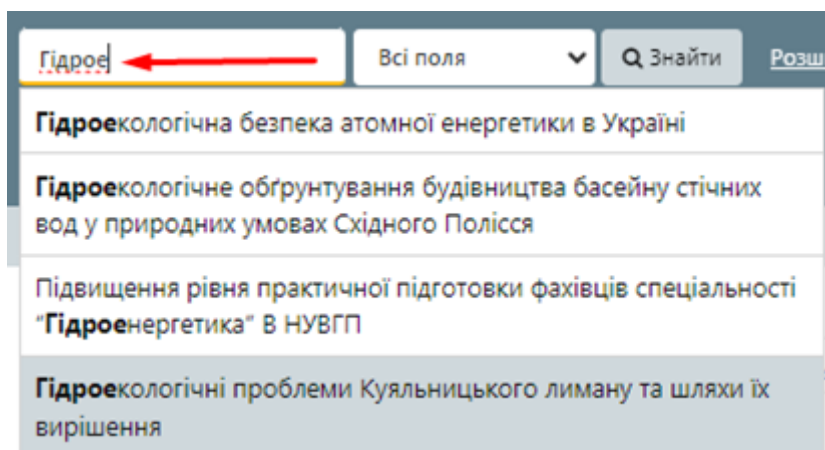 Гідрое Всі поля Знайти Розш
Гідроекологічна безпека атомної енергетики в Україні
Гідроекологічне обґрунтування будівництва басейну стічних
вод у природних умовах Східного Полісся
Підвищення рівня практичної підготовки фахівців спеціальності
"Гідроенергетика" В НУВГП
Гідроекологічні проблеми Куяльницького лиману та шляхи їх
вирішення